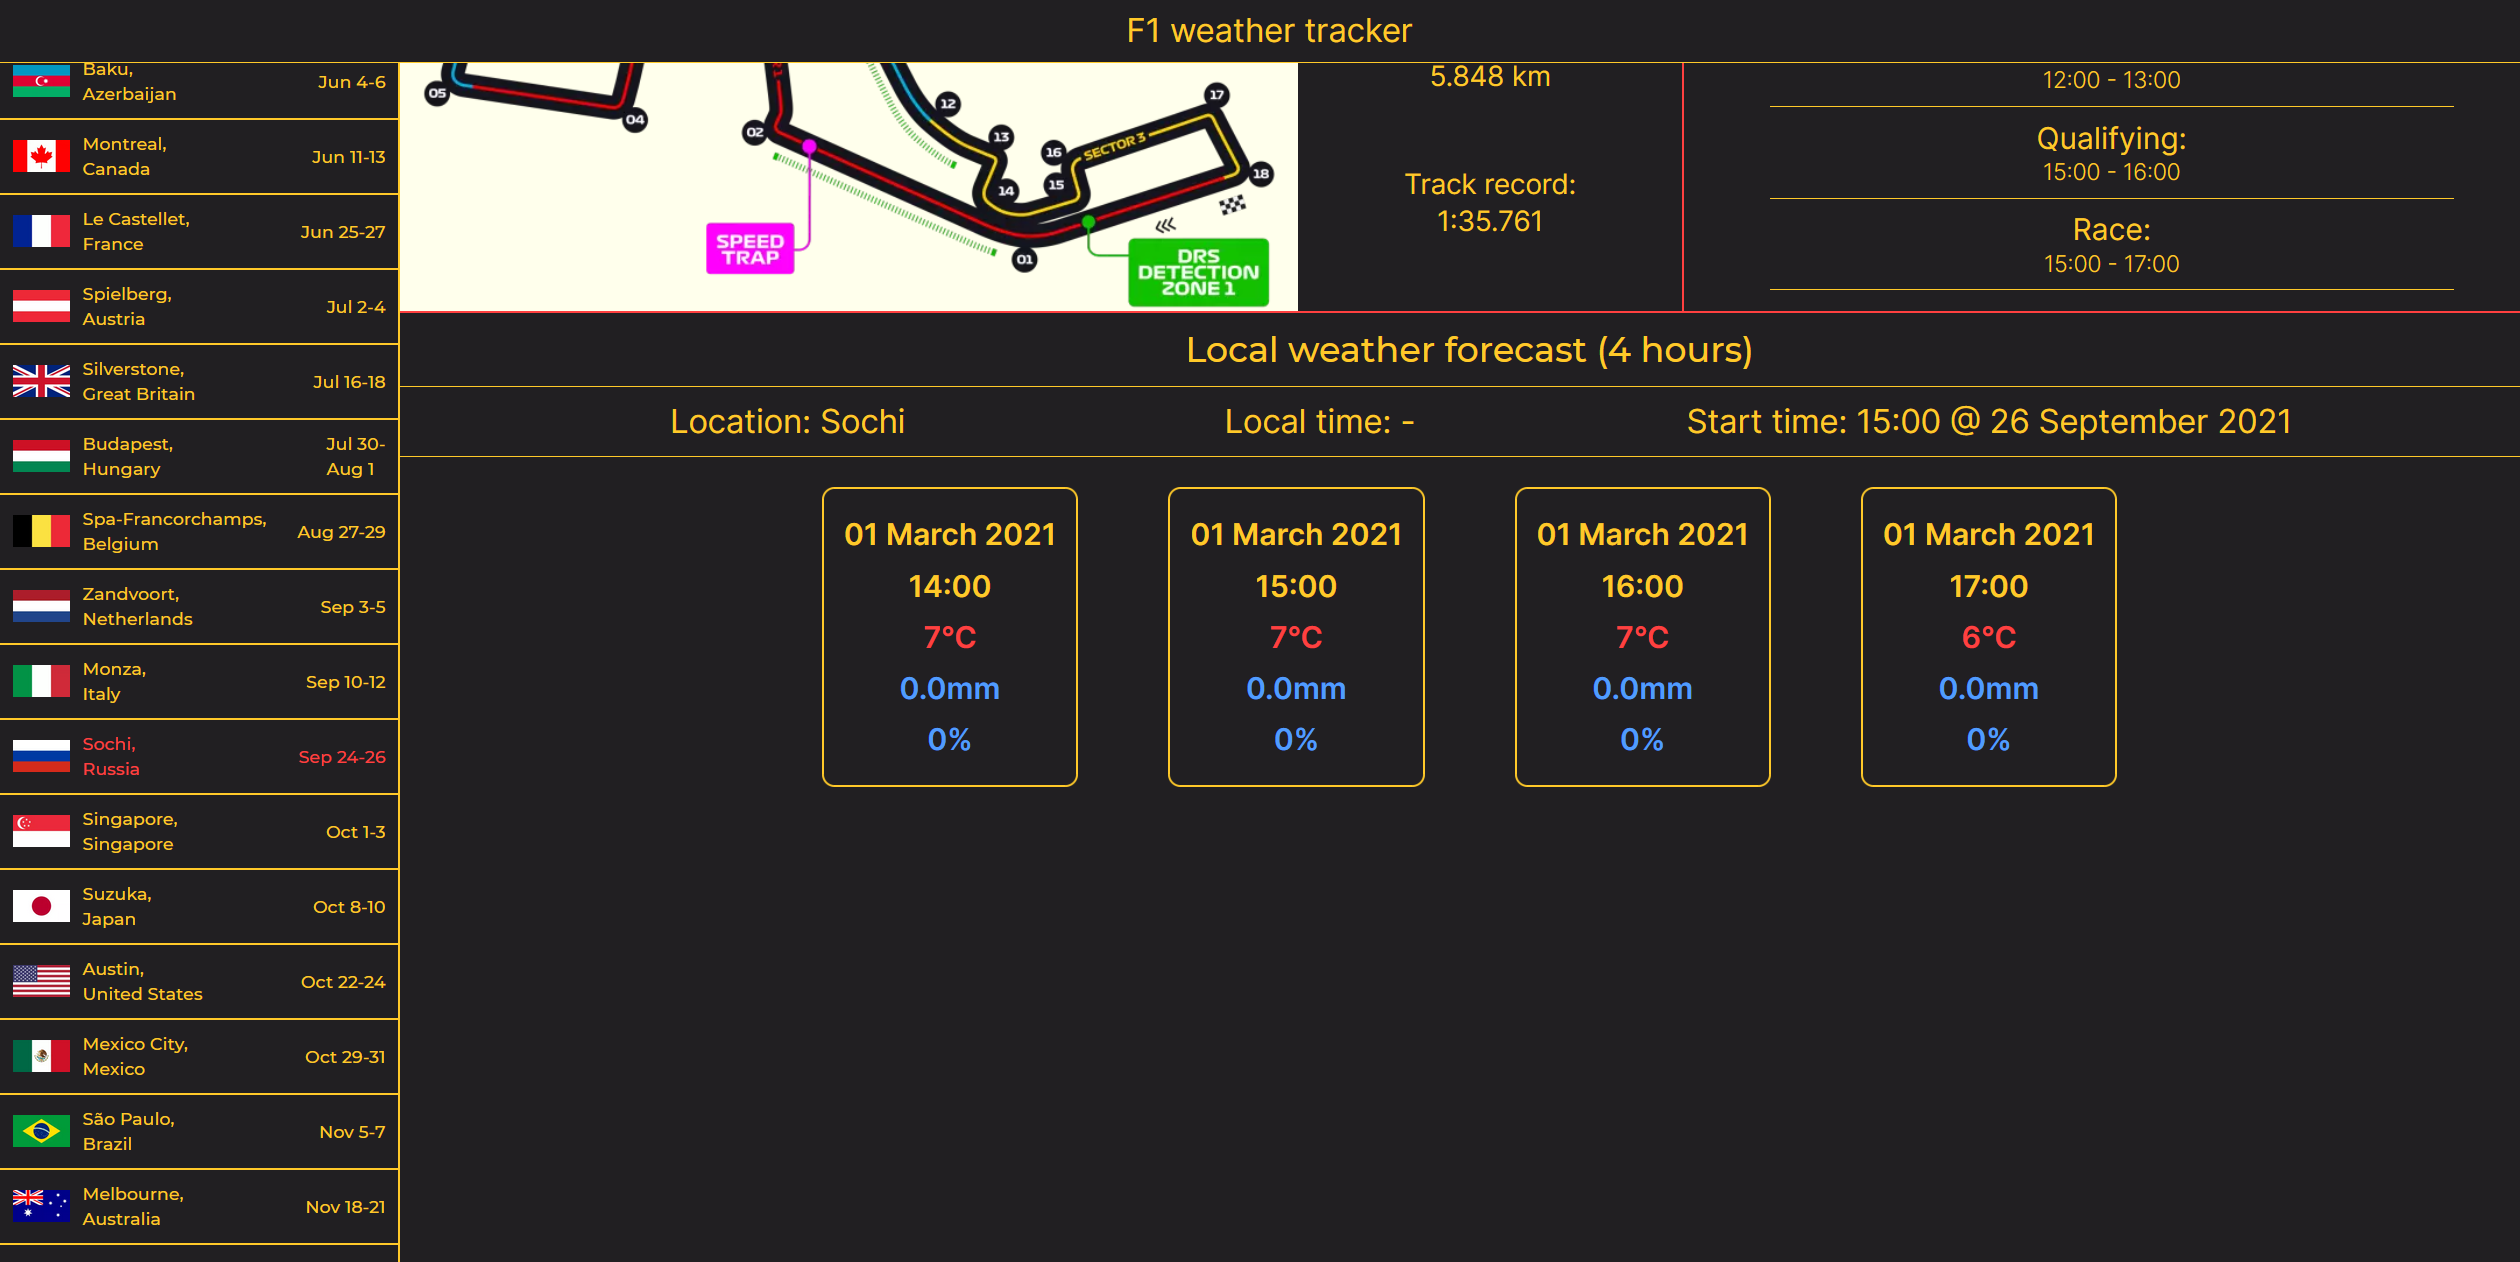 F1 weather tracker
Baku,
Azerbaijan
Jun 4-6
Montreal,
Canada
Jun 11-13
Le Castellet,
France
Jun 25-27
Spielberg,
Austria
Jul 2-4
Silverstone,
Great Britain
Jul 16-18
Budapest,
Hungary
Jul 30-
Aug 1
Spa-Francorchamps,
Belgium
Aug 27-29
Zandvoort,
Netherlands
Sep 3-5
Monza,
Italy
Sep 10-12
Sochi,
Russia
Sep 24-26
Singapore,
Singapore
Oct 1-3
Suzuka,
Japan
Oct 8-10
Austin,
United States
Oct 22-24
Mexico City,
Mexico
Oct 29-31
São Paulo,
Brazil
Nov 5-7
Melbourne,
Australia
Nov 18-21
05
04
02
12
13
14
15
16
SECTOR 3
17
18
01
SPEED
TRAP
DRS
DETECTION
ZONE 1
5.848 km
Track record:
1:35.761
12:00 - 13:00
Qualifying:
15:00 - 16:00
Race:
15:00 - 17:00
Local weather forecast (4 hours)
Location: Sochi
Local time: -
Start time: 15:00 @ 26 September 2021
01 March 2021
14:00
7°C
0.0mm
0%
01 March 2021
15:00
7°C
0.0mm
0%
01 March 2021
16:00
7°C
0.0mm
0%
01 March 2021
17:00
6°C
0.0mm
0%